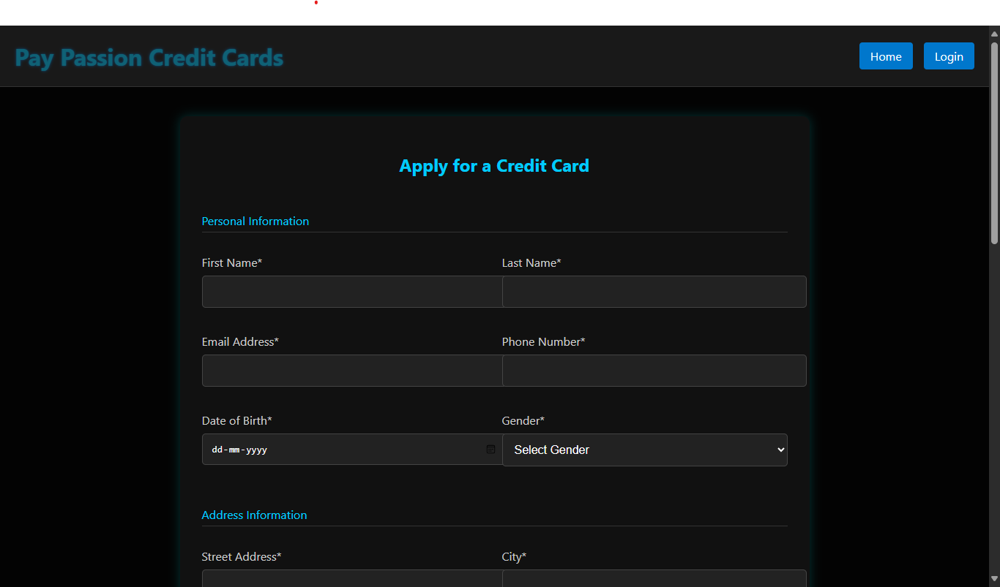 Pay Passion Credit Cards
Home Login
Apply for a Credit Card
Personal Information
First Name* Last Name*
Email Address* Phone Number*
Date of Birth* Gender*
dd-mm-yyyy Select Gender
Address Information
Street Address* City*